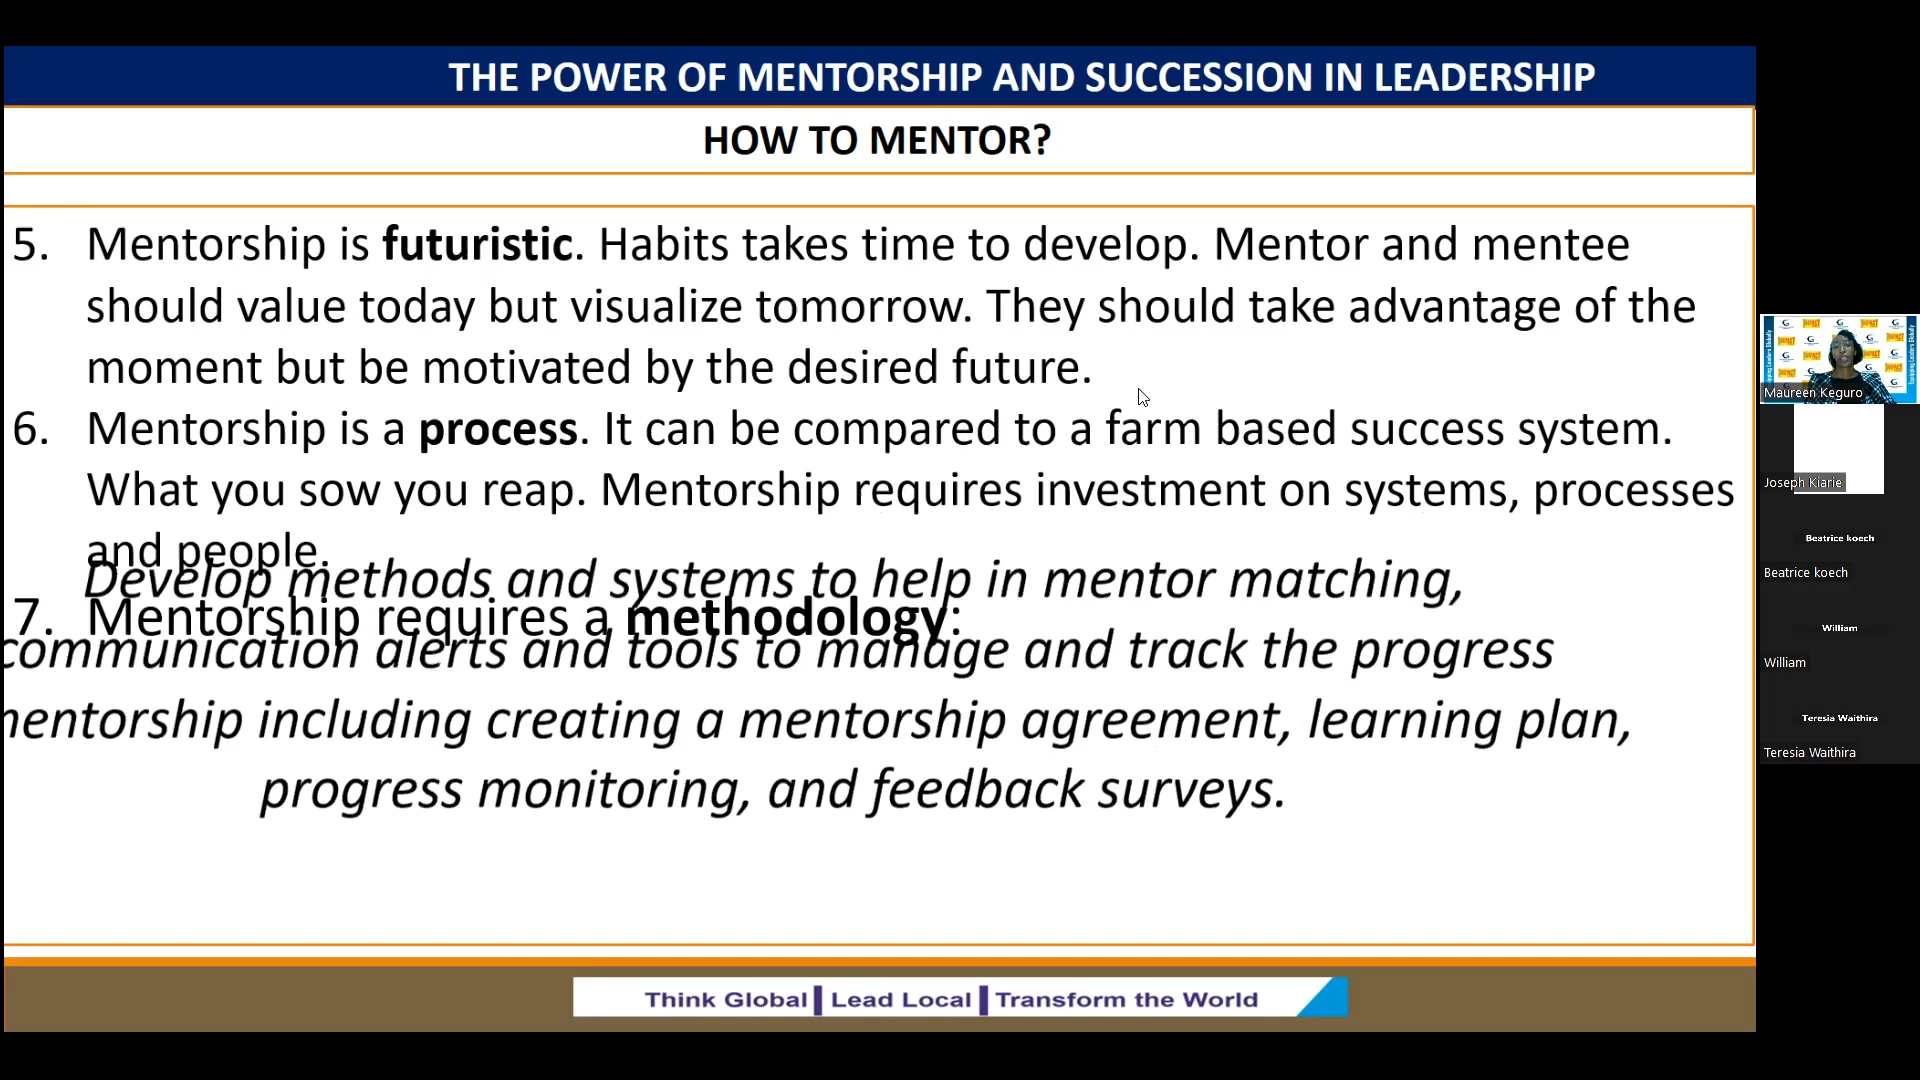 THE POWER OF MENTORSHIP AND SUCCESSION IN LEADERSHIP
HOW TO MENTOR?
5. Mentorship is futuristic. Habits takes time to develop. Mentor and mentee
should value today but visualize tomorrow. They should take advantage of the
moment but be motivated by the desired future.
6. Mentorship is a process. It can be compared to a farm based success system.
What you sow you reap. Mentorship requires investment on systems, processes
and people.
7. Mentorship requires a methodology:
Develop methods and systems to help in mentor matching,
communication alerts and tools to manage and track the progress
mentorship including creating a mentorship agreement, learning plan,
progress monitoring, and feedback surveys.
Think Global Lead Local Transform the World
Maureen Keguro
Joseph Kiarie
Beatrice koech
Beatrice koech
William
William
Teresia Waithira
Teresia Waithira